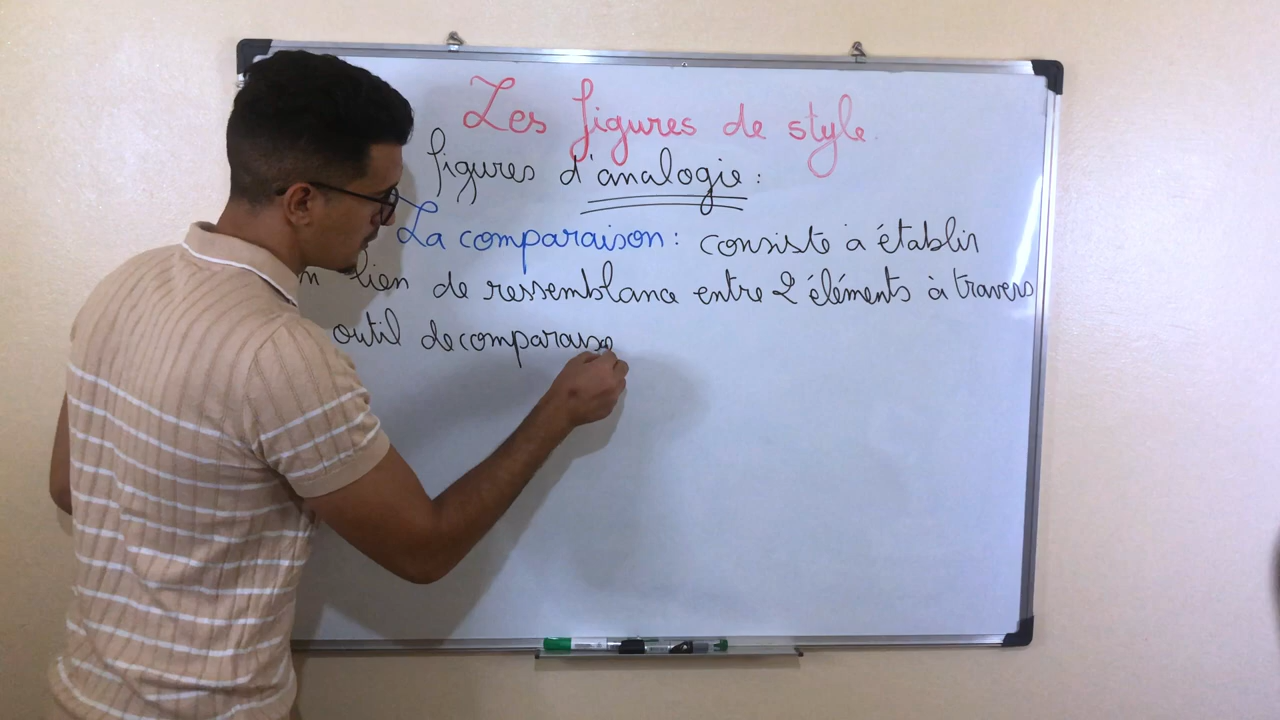 Les figures de style.
figures d'analogie :
La comparaison : consiste à établir
lien de ressemblance entre 2 éléments à travers
outil de comparaiso